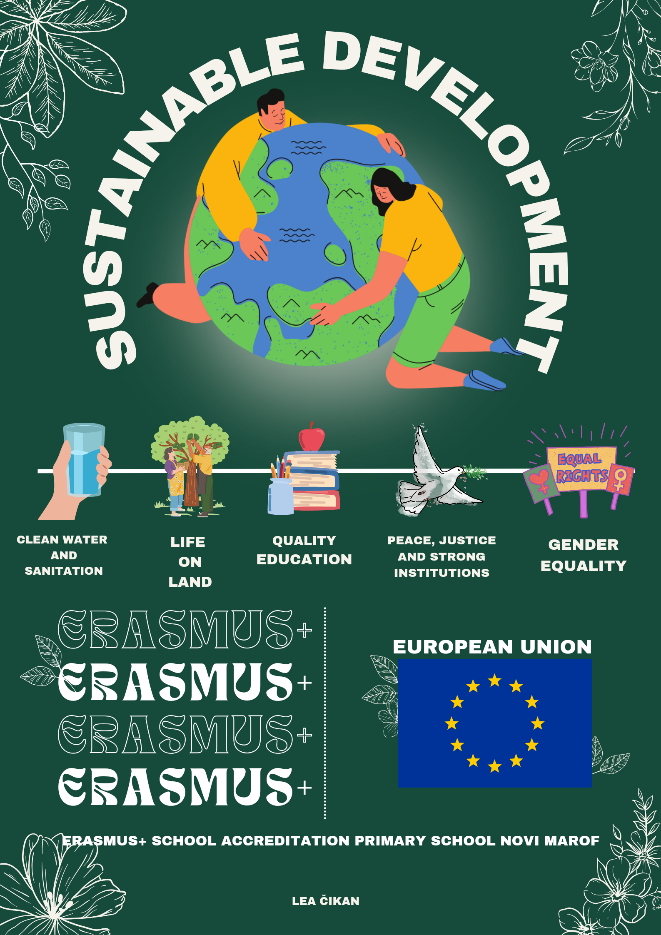 SUSTAINABLE DEVELOPMENT
EQUAL
RIGHTS
CLEAN WATER
AND
SANITATION
LIFE
ON
LAND
QUALITY
EDUCATION
PEACE, JUSTICE
AND STRONG
INSTITUTIONS
GENDER
EQUALITY
ERASMUS+
ERASMUS+
ERASMUS+
ERASMUS+
EUROPEAN UNION
ERASMUS+ SCHOOL ACCREDITATION PRIMARY SCHOOL NOVI MAROF
LEA ČIKAN